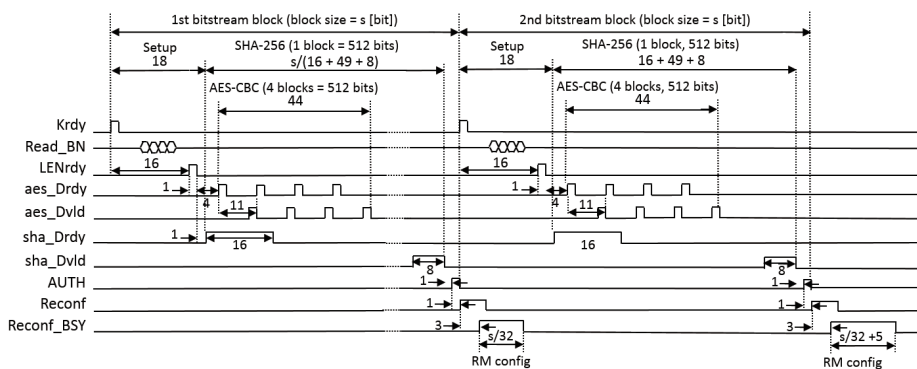 1st bitstream block (block size = s [bit])
2nd bitstream block (block size = s [bit])
Setup
18
SHA-256 (1 block = 512 bits)
s/(16 + 49 + 8)
Setup
18
SHA-256 (1 block, 512 bits)
16 + 49 + 8
AES-CBC (4 blocks = 512 bits)
44
AES-CBC (4 blocks, 512 bits)
44
Krdy
Read_BN
LENrdy
16
16
aes_Drdy
1
4
1
4
aes_Dvld
11
11
sha_Drdy
1
16
16
sha_Dvld
8
8
AUTH
1
1
Reconf
1
1
Reconf_BSY
3
s/32
3
s/32 +5
RM config
RM config